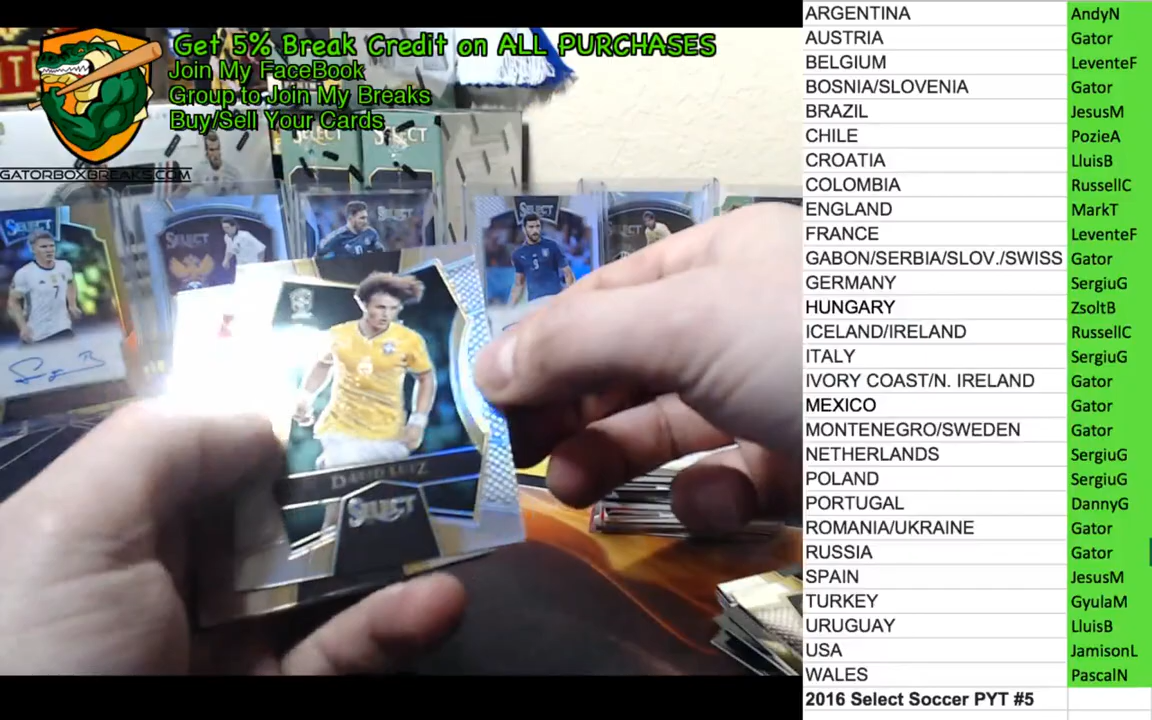 Get 5% Break Credit on ALL PURCHASES
Join My FaceBook
Group to Join My Breaks
Buy/Sell Your Cards
GATORBOXBREAKS.COM
SELECT
SELECT
SELECT
SELECT
SELECT
SELECT
DAVID LUIZ
SELECT
ARGENTINA AndyN
AUSTRIA Gator
BELGIUM LeventeF
BOSNIA/SLOVENIA Gator
BRAZIL JesusM
CHILE PozieA
CROATIA LluisB
COLOMBIA RussellC
ENGLAND MarkT
FRANCE LeventeF
GABON/SERBIA/SLOV./SWISS Gator
GERMANY SergiuG
HUNGARY ZsoltB
ICELAND/IRELAND RussellC
ITALY SergiuG
IVORY COAST/N. IRELAND Gator
MEXICO Gator
MONTENEGRO/SWEDEN Gator
NETHERLANDS SergiuG
POLAND SergiuG
PORTUGAL DannyG
ROMANIA/UKRAINE Gator
RUSSIA Gator
SPAIN JesusM
TURKEY GyulaM
URUGUAY LluisB
USA JamisonL
WALES PascalN
2016 Select Soccer PYT #5